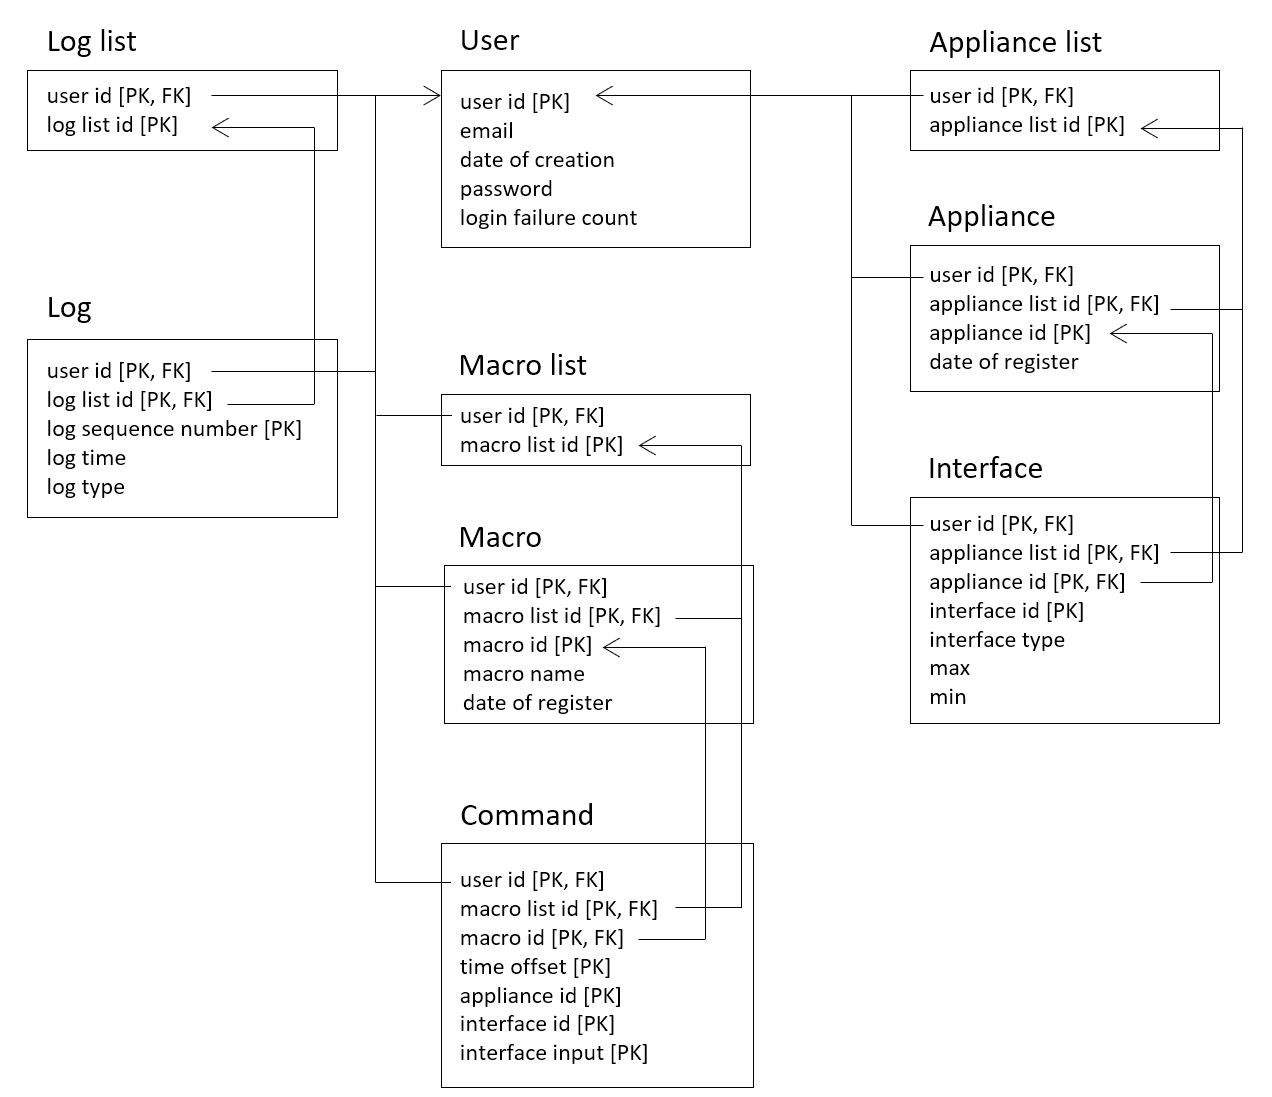 Log list
user id [PK, FK]
log list id [PK]
Log
user id [PK, FK]
log list id [PK, FK]
log sequence number [PK]
log time
log type
User
user id [PK]
email
date of creation
password
login failure count
Macro list
user id [PK, FK]
macro list id [PK]
Macro
user id [PK, FK]
macro list id [PK, FK]
macro id [PK]
macro name
date of register
Command
user id [PK, FK]
macro list id [PK, FK]
macro id [PK, FK]
time offset [PK]
appliance id [PK]
interface id [PK]
interface input [PK]
Appliance list
user id [PK, FK]
appliance list id [PK]
Appliance
user id [PK, FK]
appliance list id [PK, FK]
appliance id [PK]
date of register
Interface
user id [PK, FK]
appliance list id [PK, FK]
appliance id [PK, FK]
interface id [PK]
interface type
max
min